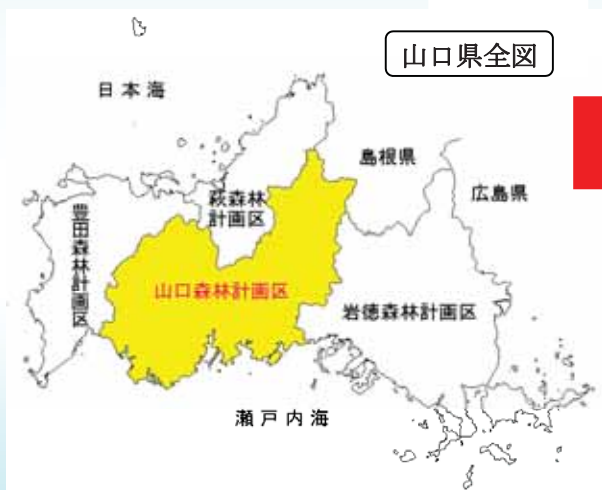 山口県全図
日本海
島根県
広島県
萩森林
計画区
豊田森林計画区
山口森林計画区
岩徳森林計画区
瀬戸内海